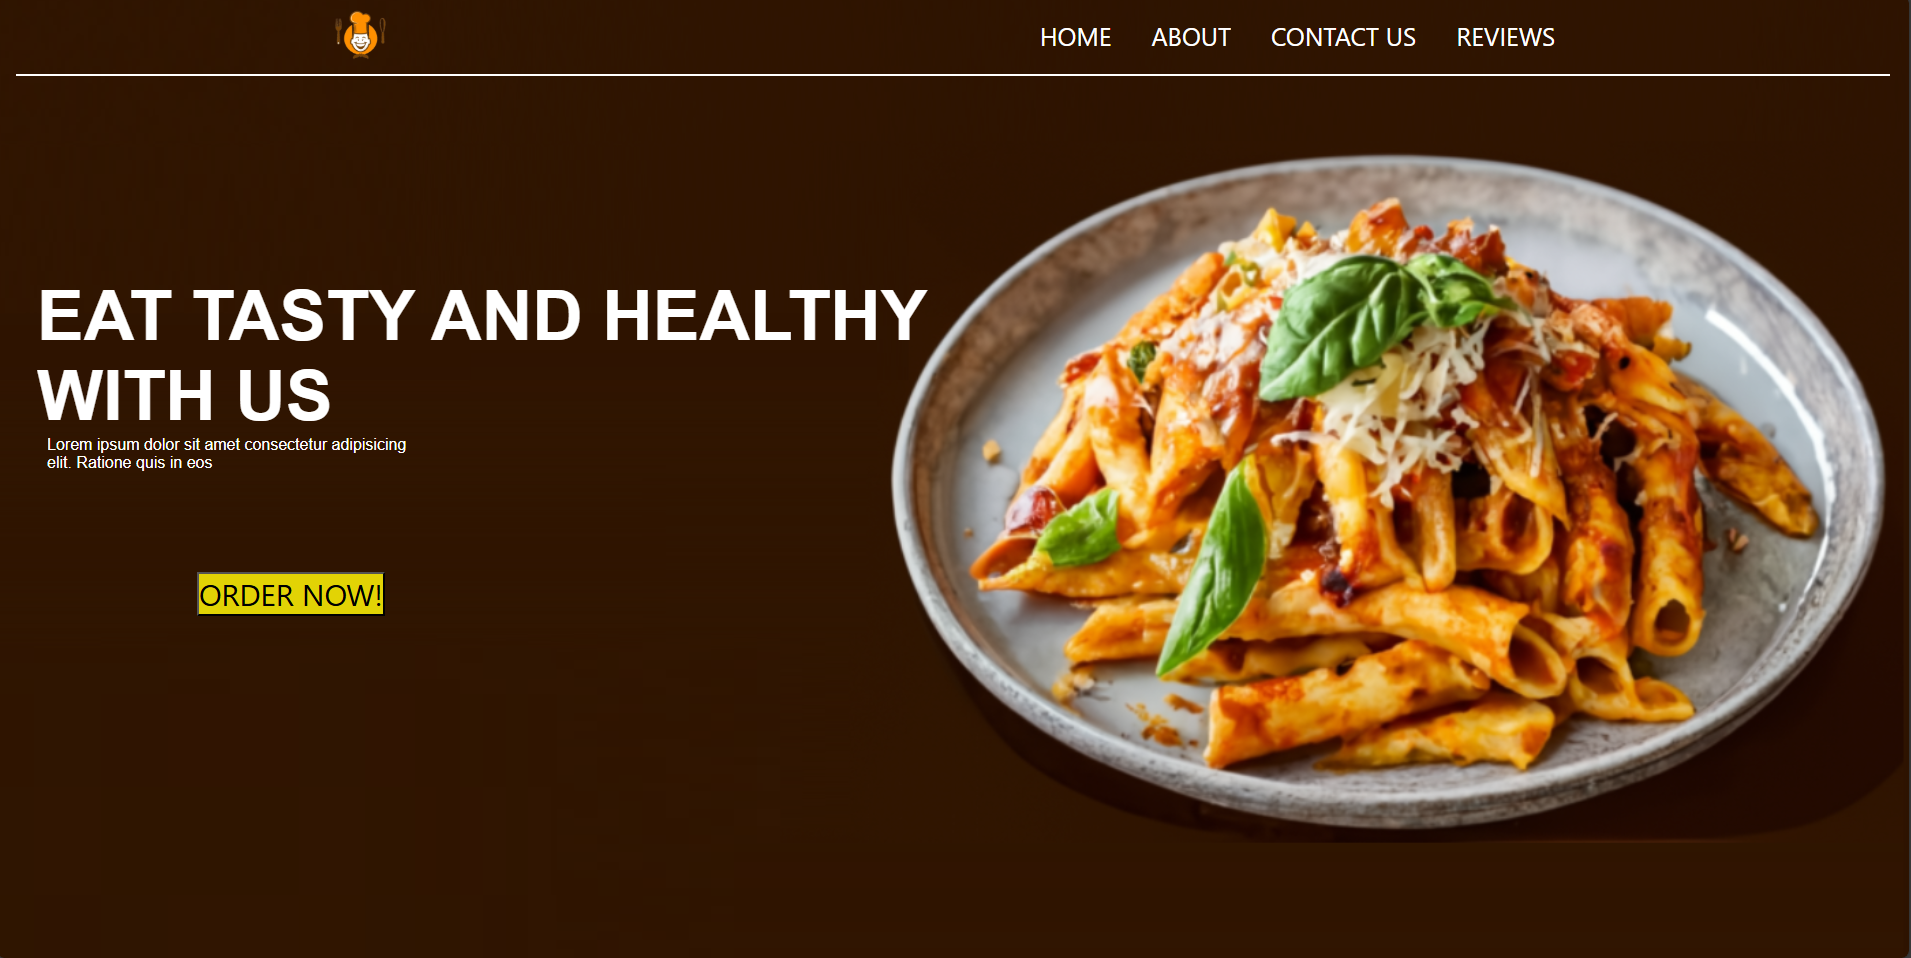 HOME ABOUT CONTACT US REVIEWS
EAT TASTY AND HEALTHY
WITH US
Lorem ipsum dolor sit amet consectetur adipisicing
elit. Ratione quis in eos
ORDER NOW!